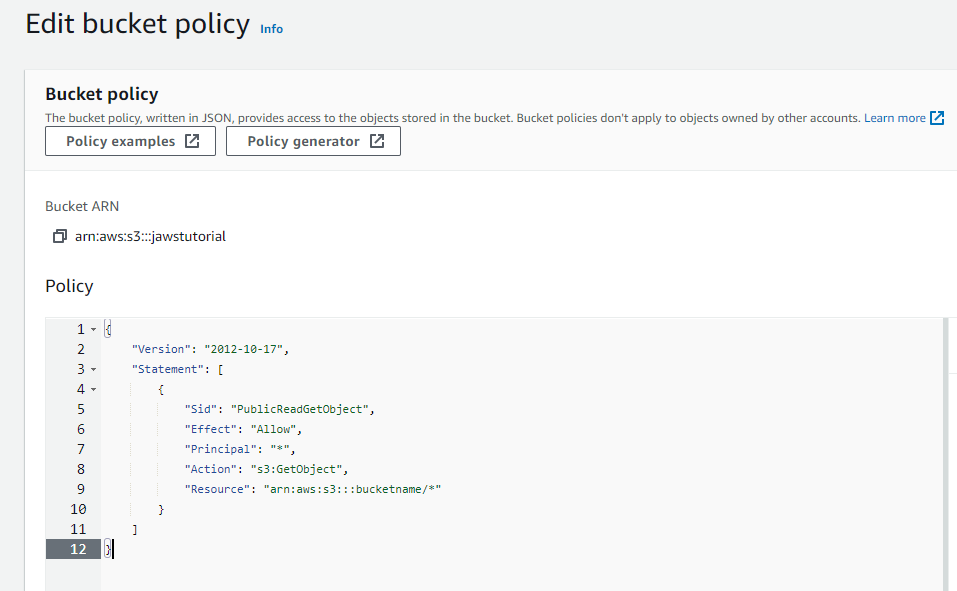 Edit bucket policy Info
Bucket policy
The bucket policy, written in JSON, provides access to the objects stored in the bucket. Bucket policies don't apply to objects owned by other accounts. Learn more
Policy examples Policy generator
Bucket ARN
arn:aws:s3:::jawstutorial
Policy
1 {
2 "Version": "2012-10-17",
3 "Statement": [
4 {
5 "Sid": "PublicReadGetObject",
6 "Effect": "Allow",
7 "Principal": "*",
8 "Action": "s3:GetObject",
9 "Resource": "arn:aws:s3:::bucketname/*"
10 }
11 ]
12 }